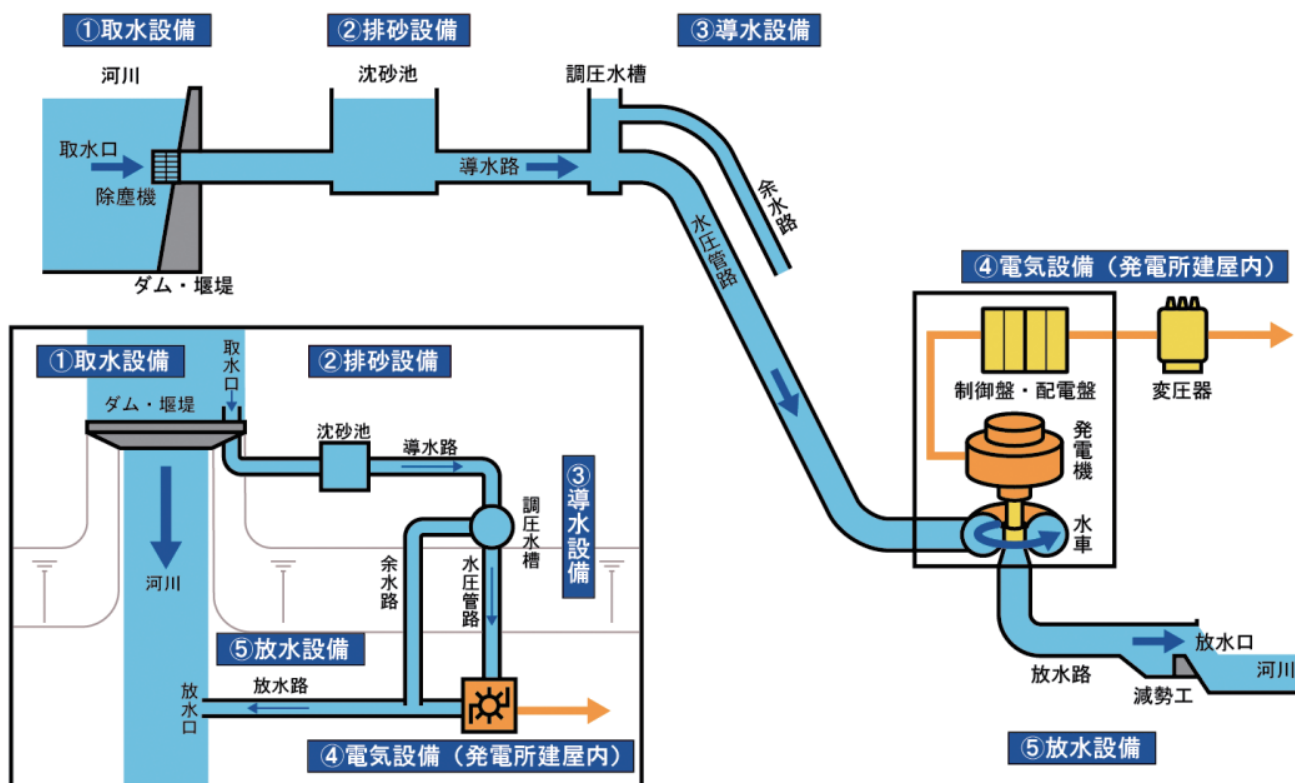 ①取水設備
②排砂設備
③導水設備
河川
沈砂池
調圧水槽
取水口
除塵機
導水路
余水路
水圧管路
ダム・堰堤
④電気設備（発電所建屋内）
制御盤・配電盤
変圧器
発電機
水車
放水口
放水路
河川
減勢工
⑤放水設備
①取水設備
取水口
②排砂設備
ダム・堰堤
沈砂池
導水路
③導水設備
調圧水槽
河川
余水路
水圧管路
⑤放水設備
放水口
放水路
④電気設備（発電所建屋内）